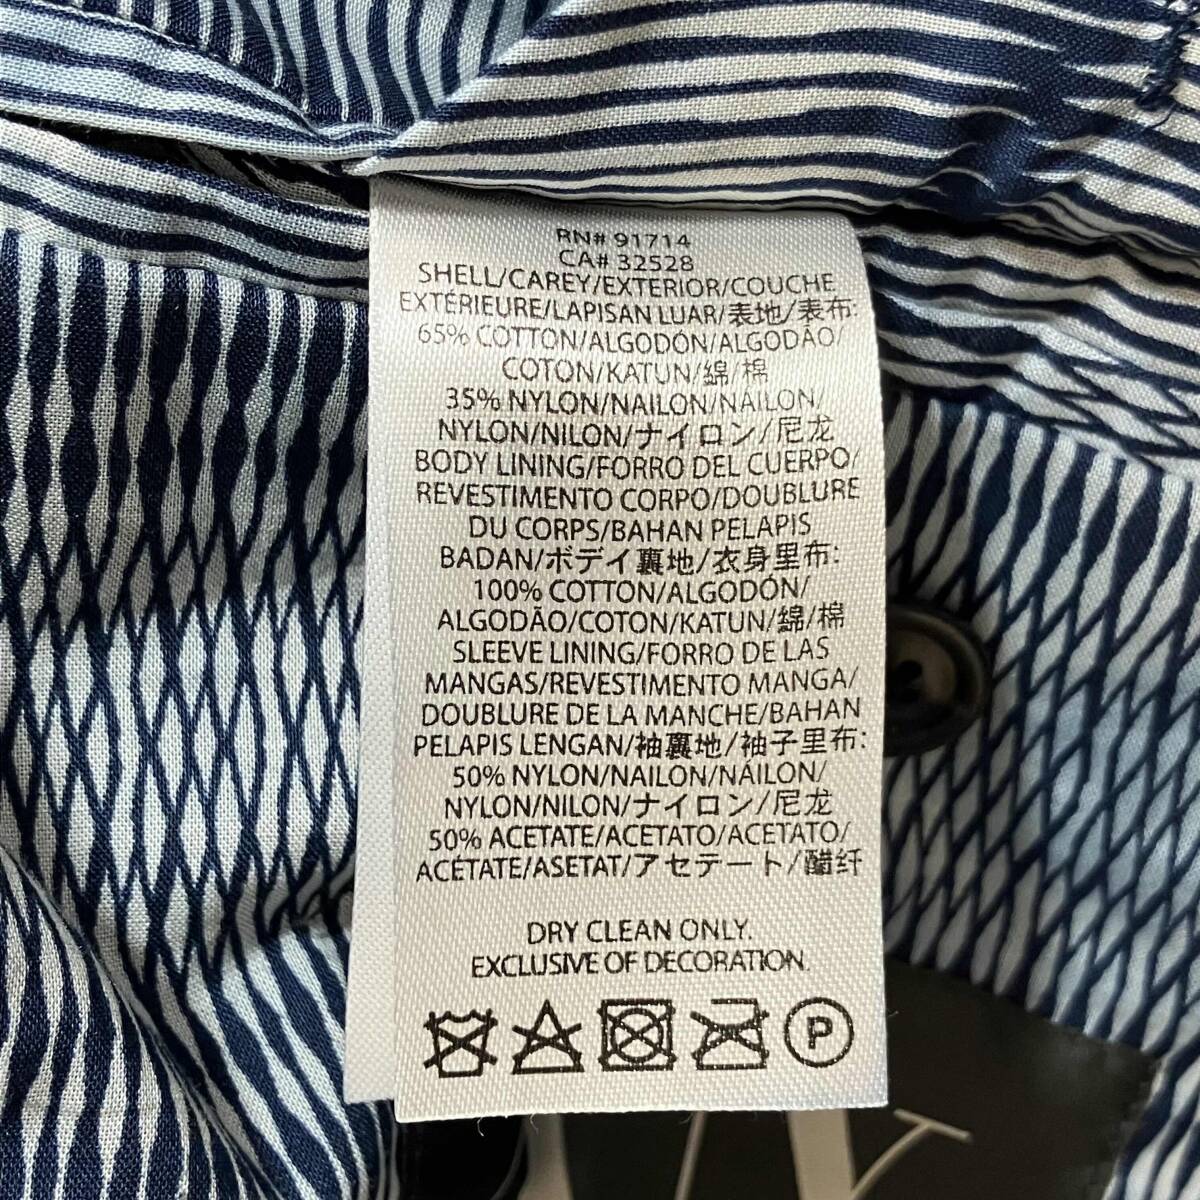 RN# 91714
CA# 32528
SHELL/CAREY/EXTERIOR/COUCHE
EXTÉRIEURE/LAPISAN LUAR/表地/表布:
65% COTTON/ALGODÓN/ALGODÃO/
COTON/KATUN/綿/棉
35% NYLON/NAILON/NÁILON/
NYLON/NILON/ナイロン/尼龙
BODY LINING/FORRO DEL CUERPO/
REVESTIMENTO CORPO/DOUBLURE
DU CORPS/BAHAN PELAPIS
BADAN/ボディ裏地/衣身里布:
100% COTTON/ALGODÓN/
ALGODÃO/COTON/KATUN/綿/棉
SLEEVE LINING/FORRO DE LAS
MANGAS/REVESTIMENTO MANGA/
DOUBLURE DE LA MANCHE/BAHAN
PELAPIS LENGAN/袖裏地/袖子里布:
50% NYLON/NAILON/NÁILON/
NYLON/NILON/ナイロン/尼龙
50% ACETATE/ACETATO/ACETATO/
ACÉTATE/ASETAT/アセテート/醋纤
DRY CLEAN ONLY.
EXCLUSIVE OF DECORATION.
P